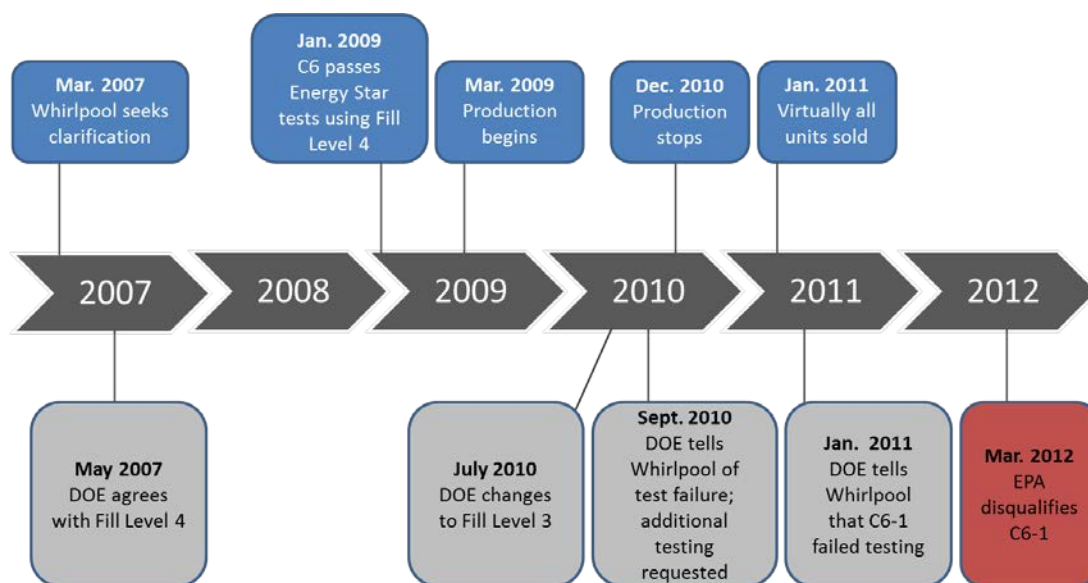 Mar. 2007
Whirlpool seeks
clarification
Jan. 2009
C6 passes
Energy Star
tests using Fill
Level 4
Mar. 2009
Production
begins
Dec. 2010
Production
stops
Jan. 2011
Virtually all
units sold
2007
2008
2009
2010
2011
2012
May 2007
DOE agrees
with Fill Level 4
July 2010
DOE changes
to Fill Level 3
Sept. 2010
DOE tells
Whirlpool of
test failure;
additional
testing
requested
Jan. 2011
DOE tells
Whirlpool
that C6-1
failed testing
Mar. 2012
EPA
disqualifies
C6-1